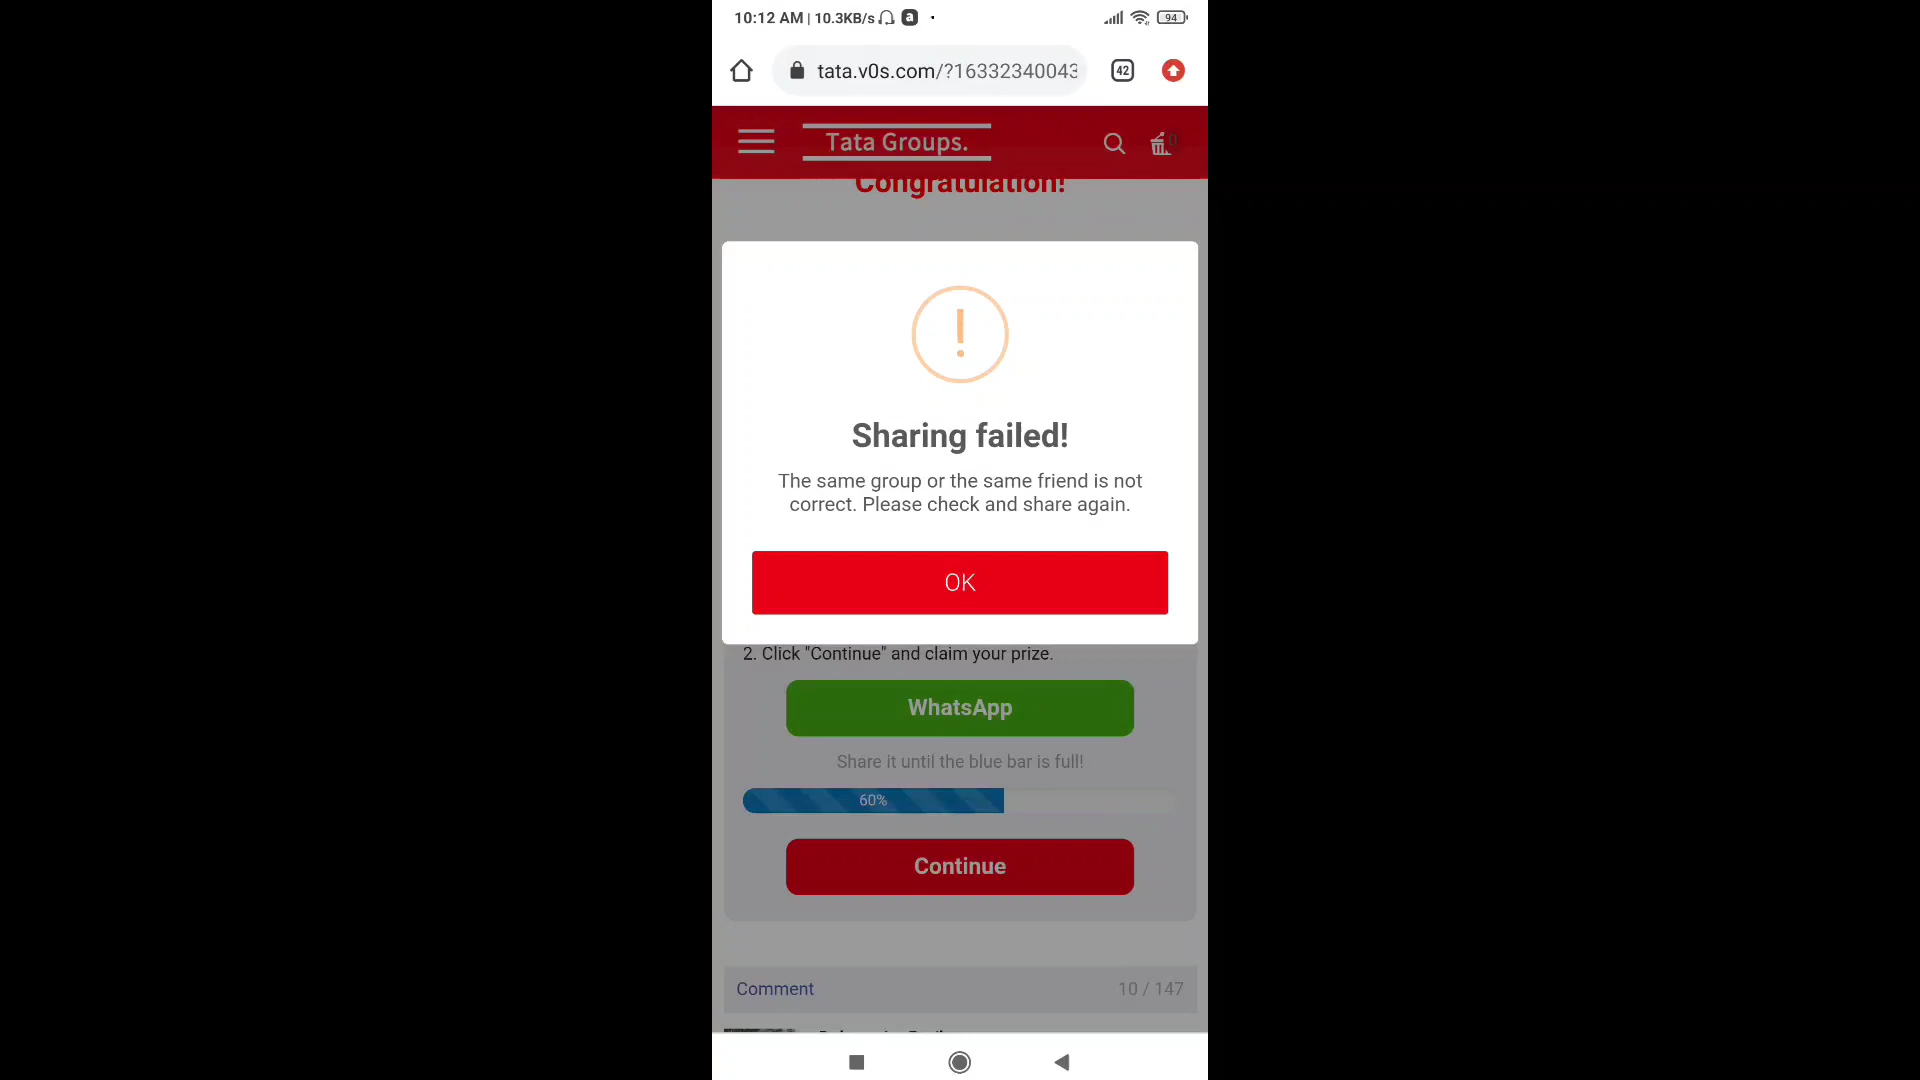 10:12 AM | 10.3KB/s a
94
tata.v0s.com/?16332340043
42
Tata Groups.
0
Congratulation!
!
Sharing failed!
The same group or the same friend is not
correct. Please check and share again.
OK
2. Click "Continue" and claim your prize.
WhatsApp
Share it until the blue bar is full!
60%
Continue
Comment
10 / 147